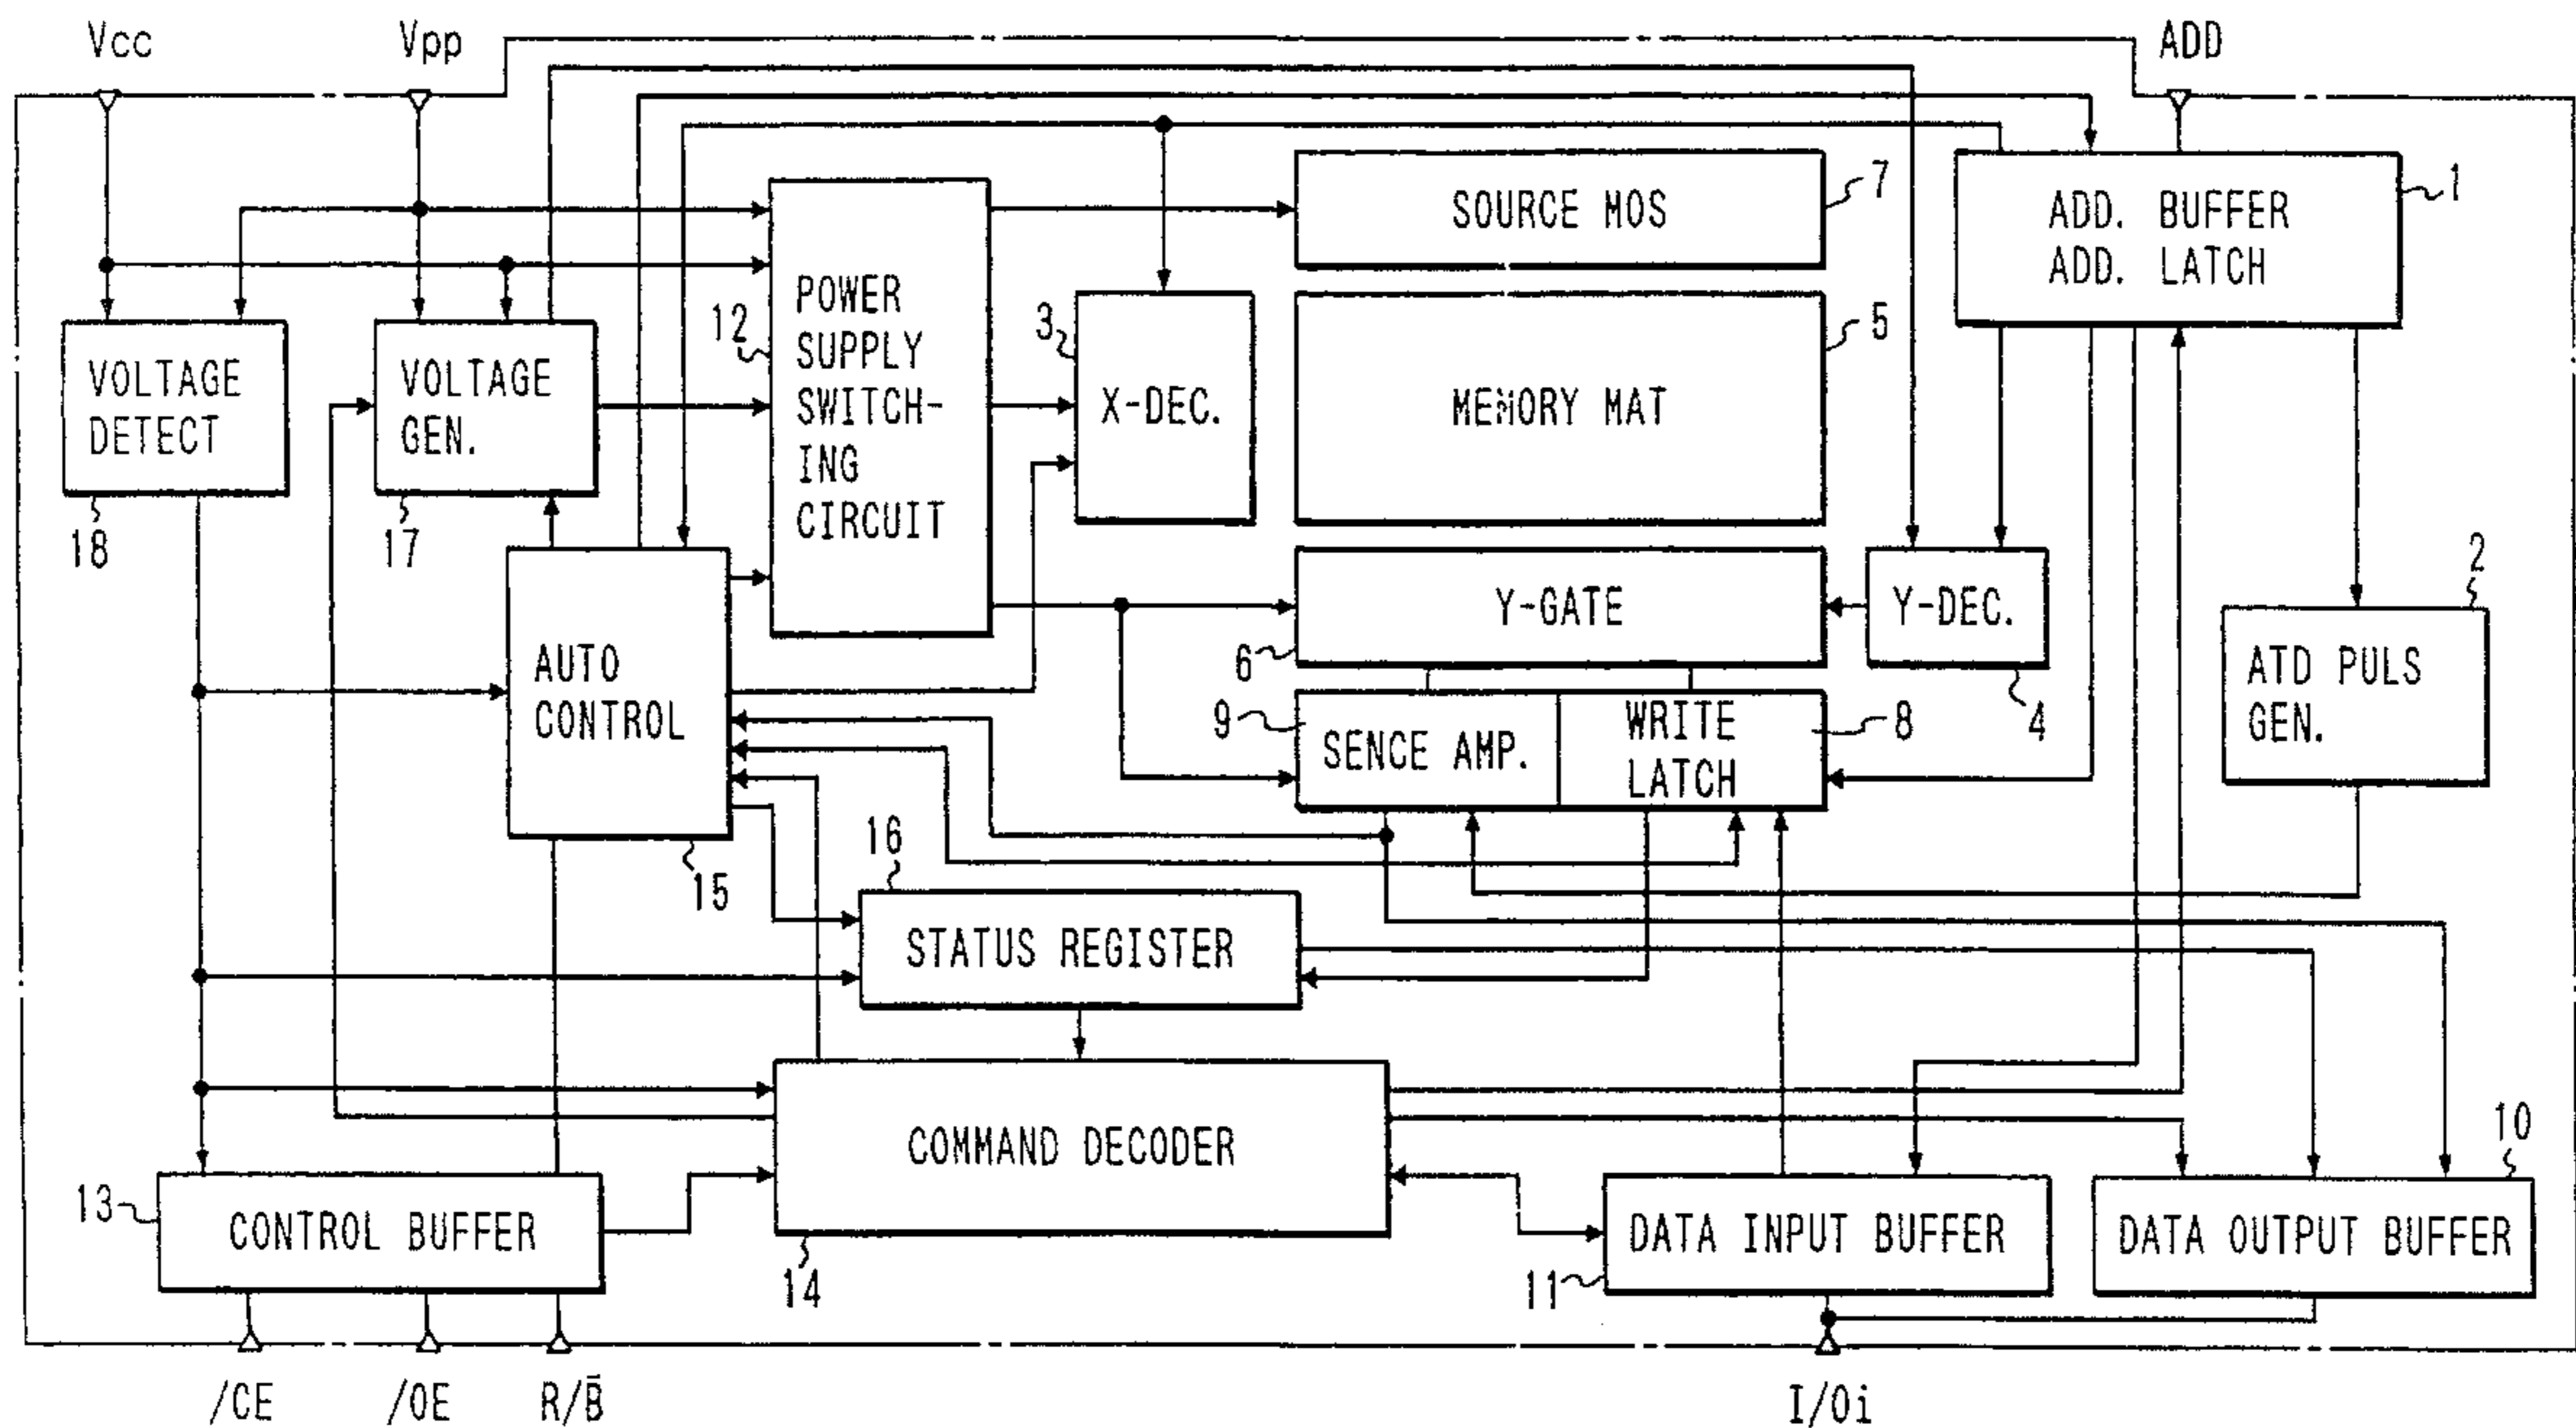 Vcc
Vpp
ADD
SOURCE MOS
7
ADD. BUFFER
ADD. LATCH
1
12
POWER
SUPPLY
SWITCH-
ING
CIRCUIT
3
X-DEC.
MEMORY MAT
5
VOLTAGE
DETECT
18
VOLTAGE
GEN.
17
Y-GATE
6
Y-DEC.
4
2
ATD PULS
GEN.
AUTO
CONTROL
15
9
SENCE AMP.
WRITE
LATCH
8
16
STATUS REGISTER
COMMAND DECODER
14
13
CONTROL BUFFER
DATA INPUT BUFFER
11
10
DATA OUTPUT BUFFER
/CE
/OE
R/B̄
I/Oi